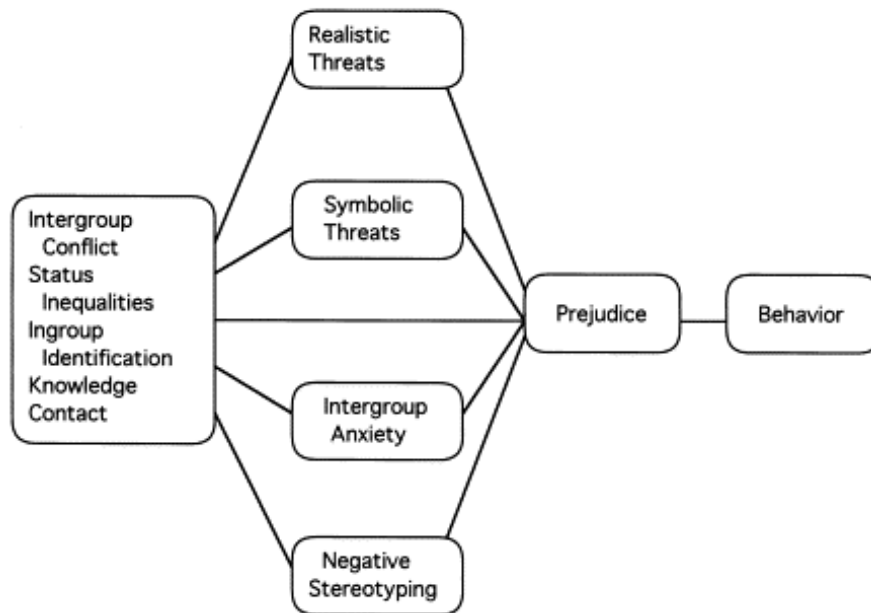 Realistic
Threats
Symbolic
Threats
Intergroup
Conflict
Status
Inequalities
Ingroup
Identification
Knowledge
Contact
Prejudice
Behavior
Intergroup
Anxiety
Negative
Stereotyping